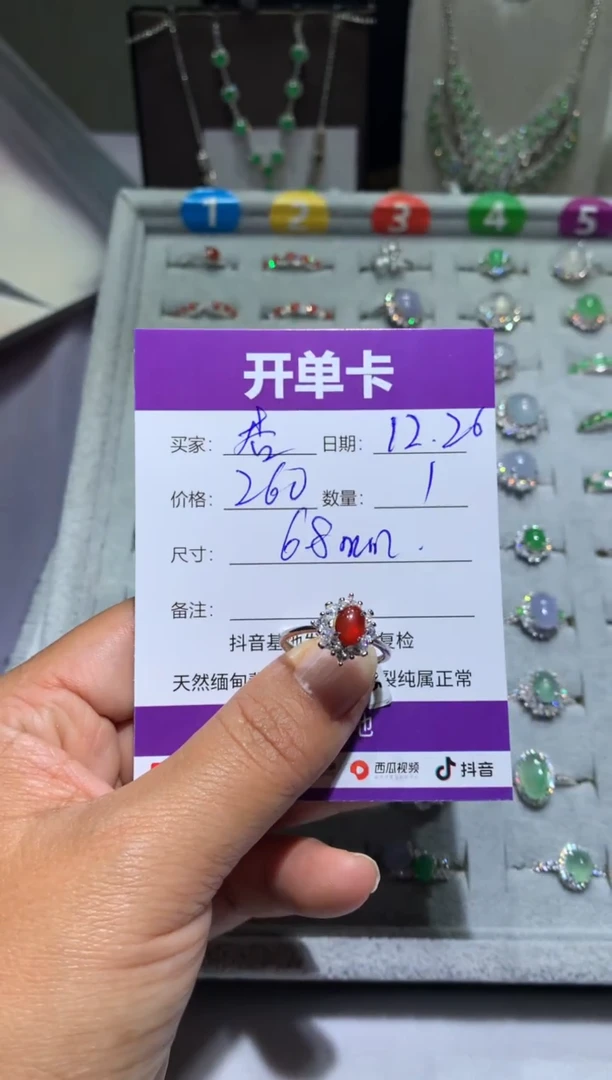 1 2 3 4 5
开单卡
买家: 杏 日期: 12.26
价格: 260 数量: 1
尺寸: 68mm.
备注:
抖音基 复检
天然缅甸 裂纯属正常
西瓜视频 抖音